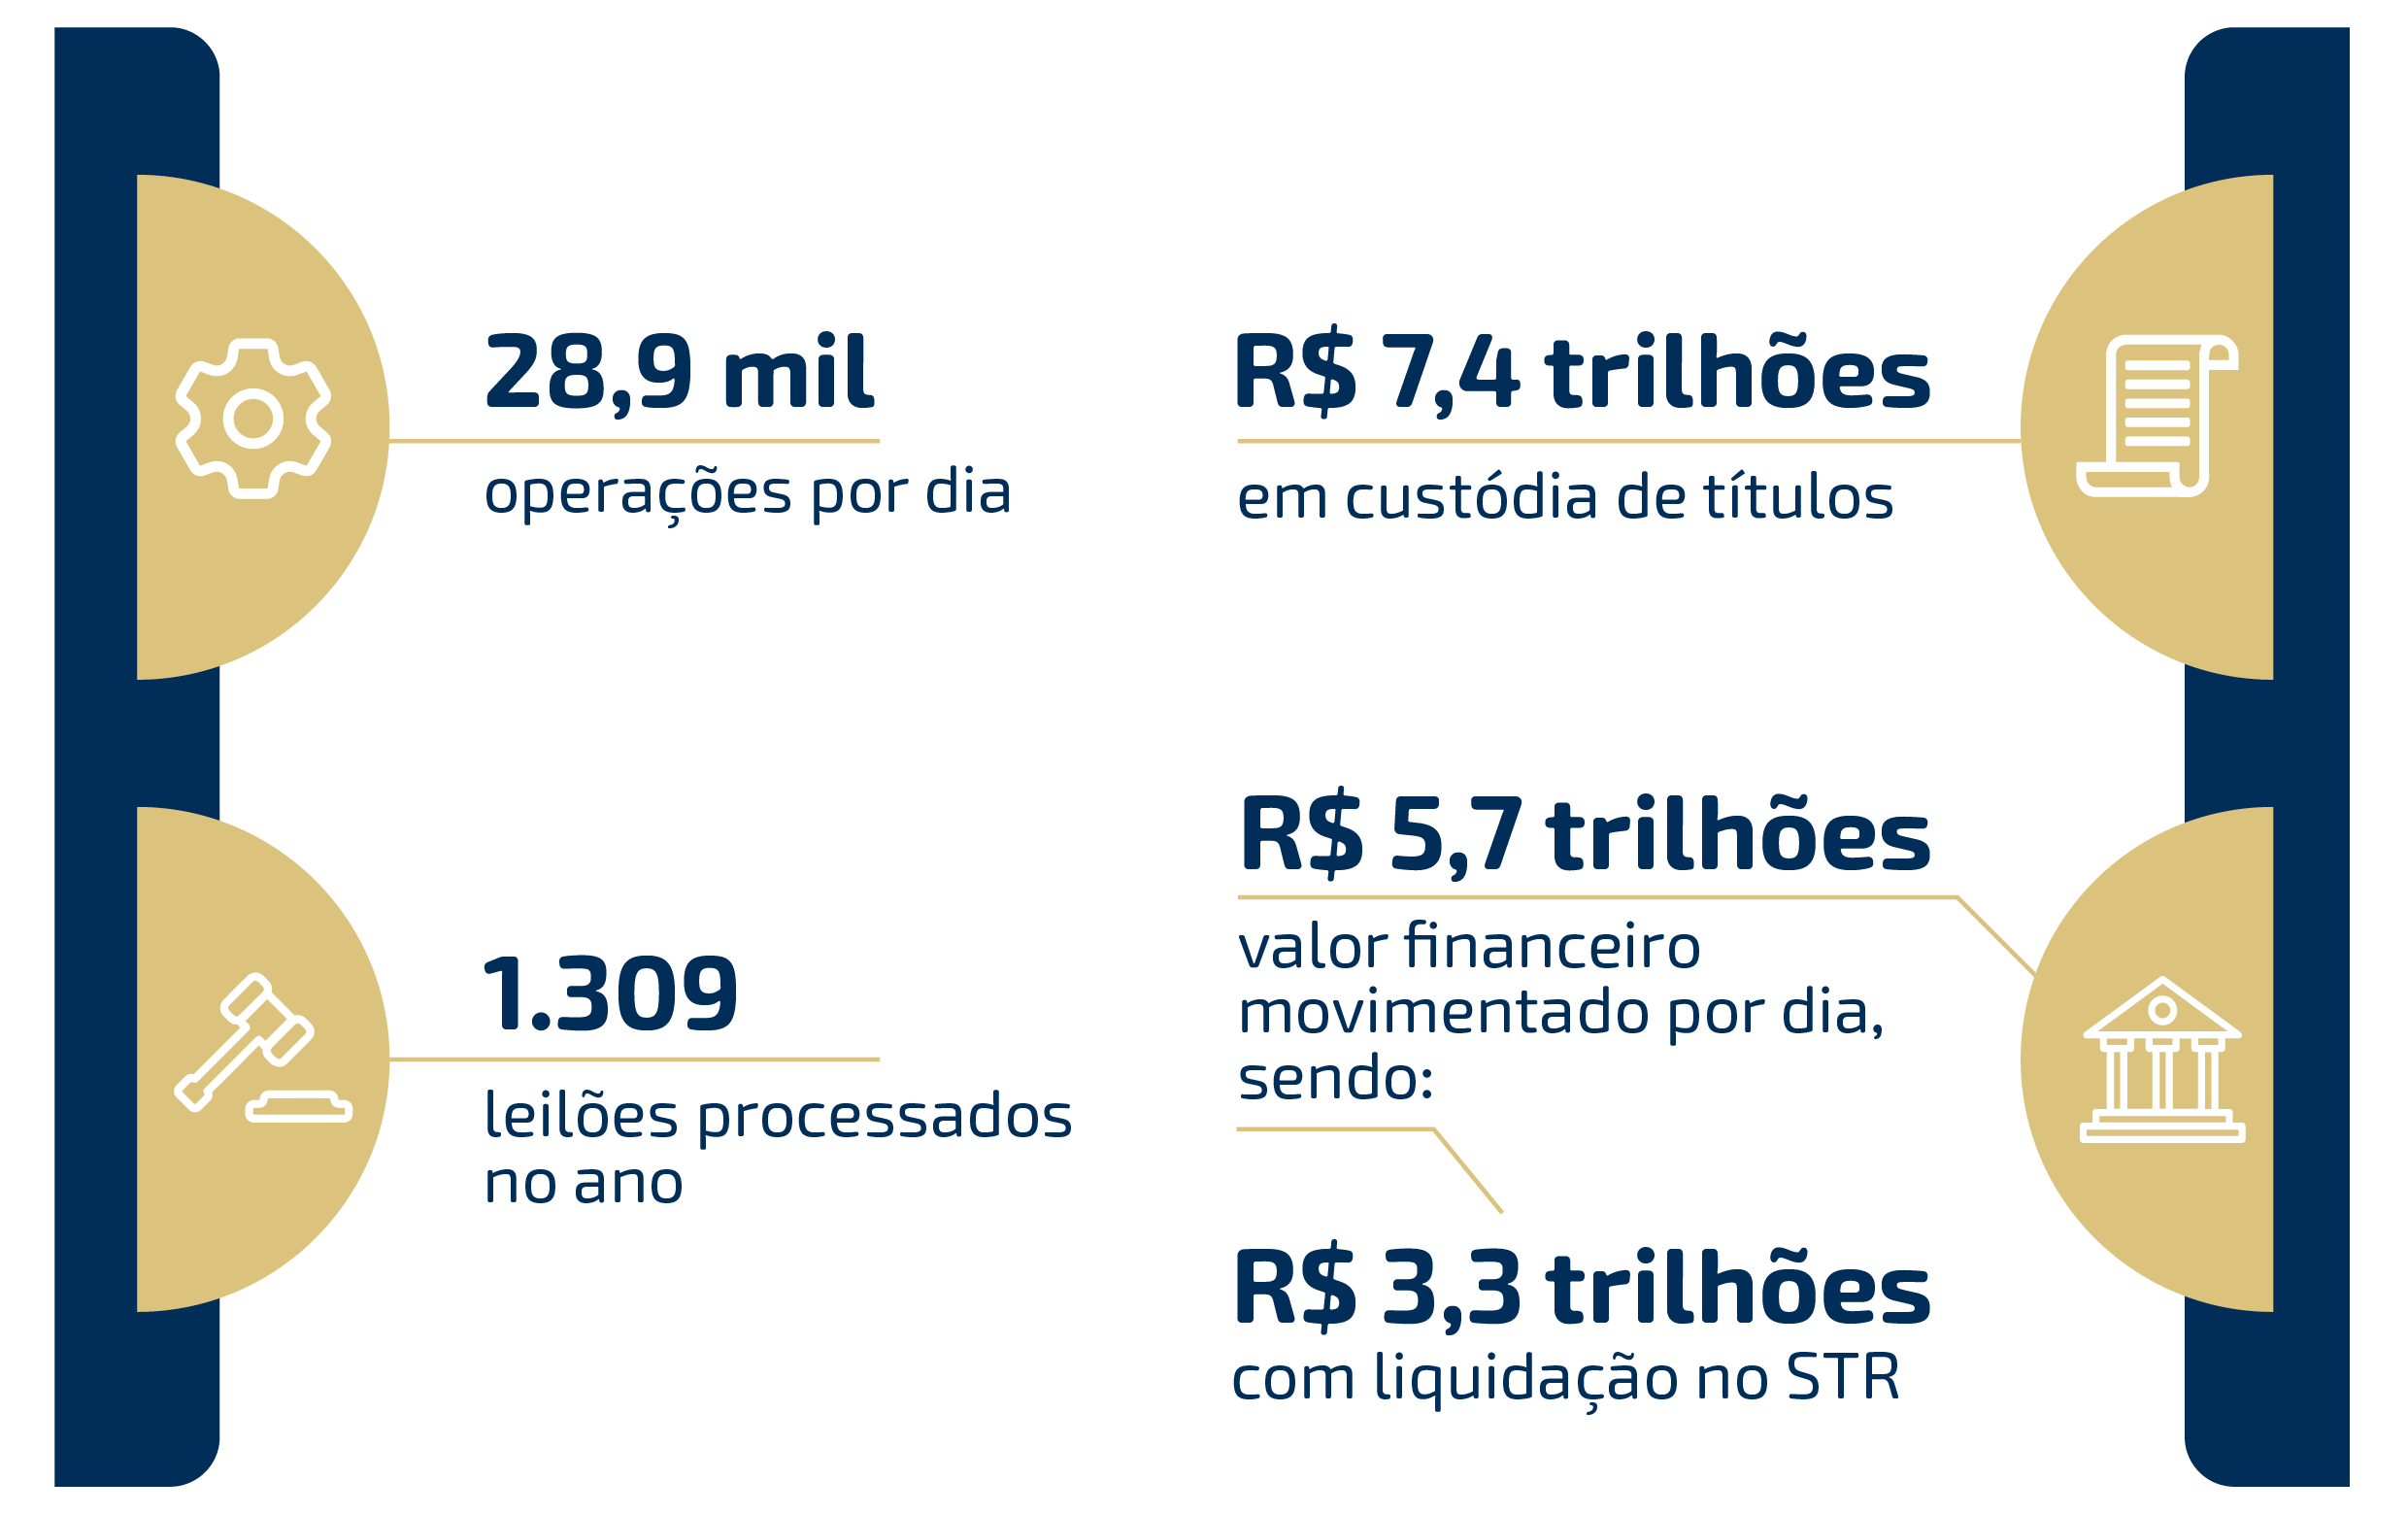 28,9 mil
operações por dia
R$ 7,4 trilhões
em custódia de títulos
1.309
leilões processados
no ano
R$ 5,7 trilhões
valor financeiro
movimentado por dia,
sendo:
R$ 3,3 trilhões
com liquidação no STR